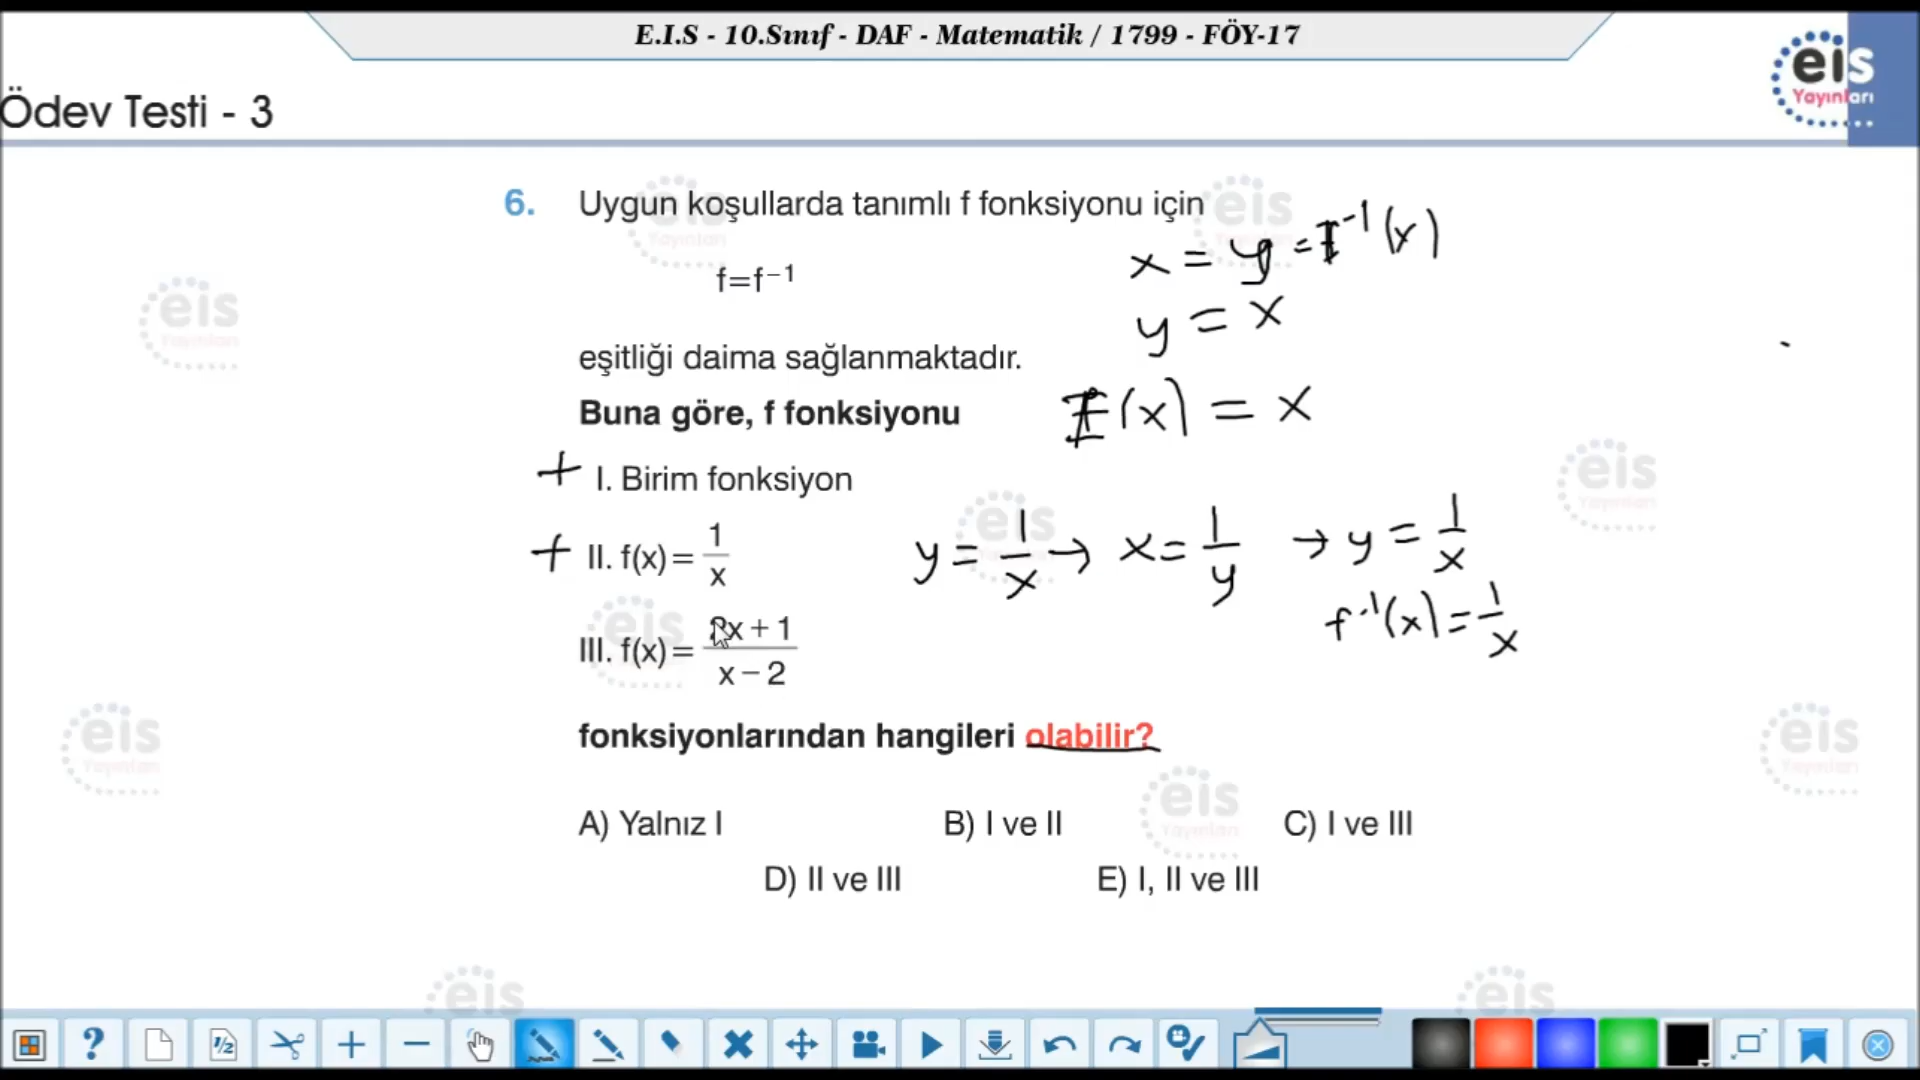 E.I.S - 10.Sınıf - DAF - Matematik / 1799 - FÖY-17
eis
Yayınları
Ödev Testi - 3
6. Uygun koşullarda tanımlı f fonksiyonu için
f=f⁻¹
x = y = f⁻¹(x)
y = x
eşitliği daima sağlanmaktadır.
Buna göre, f fonksiyonu
f(x) = x
+ I. Birim fonksiyon
+ II. f(x)= 1/x
y = 1/x → x = 1/y → y = 1/x
f⁻¹(x) = 1/x
III. f(x)= (2x+1)/(x-2)
fonksiyonlarından hangileri olabilir?
A) Yalnız I B) I ve II C) I ve III
D) II ve III E) I, II ve III